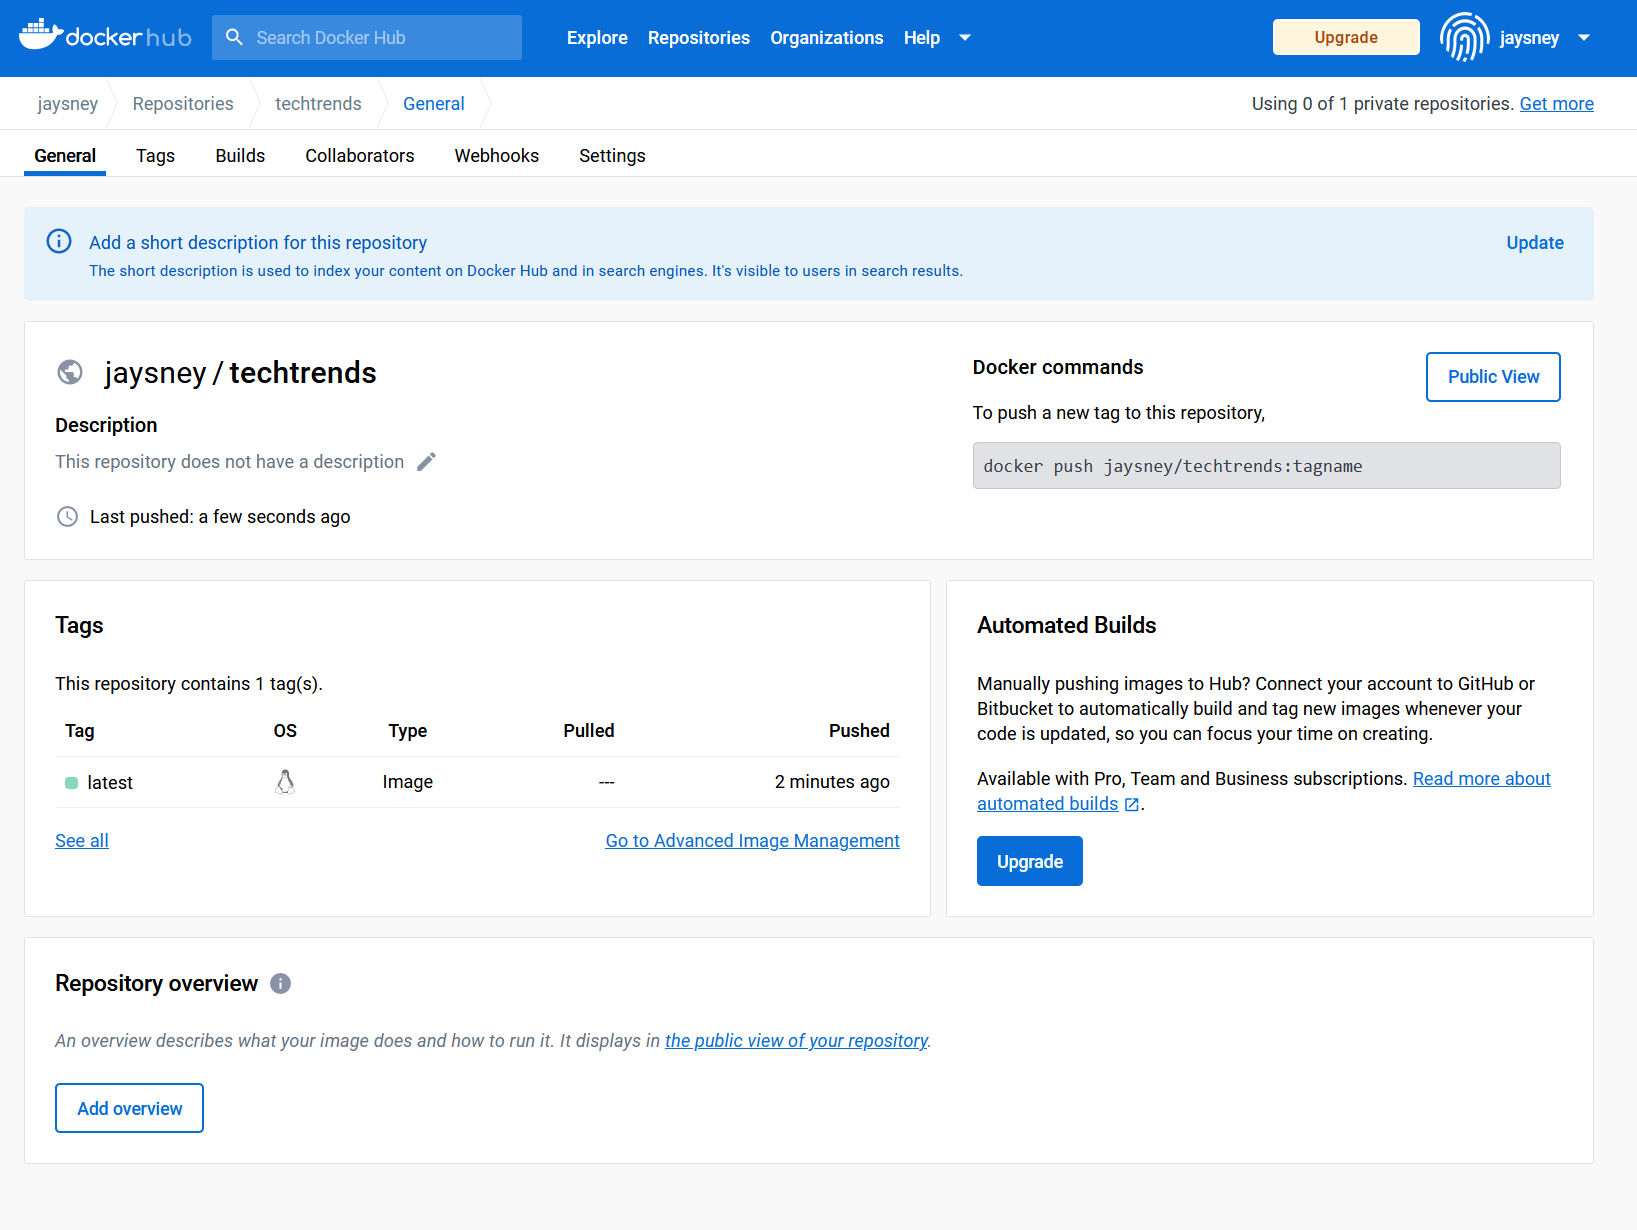 docker hub
Search Docker Hub
Explore Repositories Organizations Help
Upgrade
jaysney
jaysney Repositories techtrends General
Using 0 of 1 private repositories. Get more
General Tags Builds Collaborators Webhooks Settings
Add a short description for this repository
Update
The short description is used to index your content on Docker Hub and in search engines. It's visible to users in search results.
jaysney / techtrends
Description
This repository does not have a description
Last pushed: a few seconds ago
Docker commands
Public View
To push a new tag to this repository,
docker push jaysney/techtrends:tagname
Tags
This repository contains 1 tag(s).
Tag OS Type Pulled Pushed
latest Image --- 2 minutes ago
See all
Go to Advanced Image Management
Automated Builds
Manually pushing images to Hub? Connect your account to GitHub or
Bitbucket to automatically build and tag new images whenever your
code is updated, so you can focus your time on creating.
Available with Pro, Team and Business subscriptions. Read more about
automated builds.
Upgrade
Repository overview
An overview describes what your image does and how to run it. It displays in the public view of your repository.
Add overview